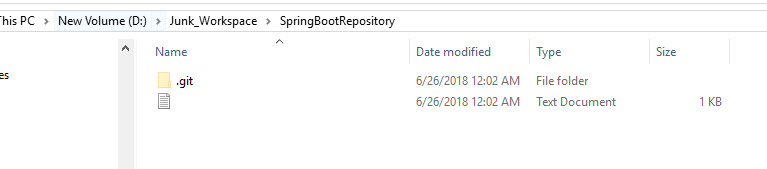 This PC > New Volume (D:) > Junk_Workspace > SpringBootRepository
Name Date modified Type Size
es
.git 6/26/2018 12:02 AM File folder
6/26/2018 12:02 AM Text Document 1 KB